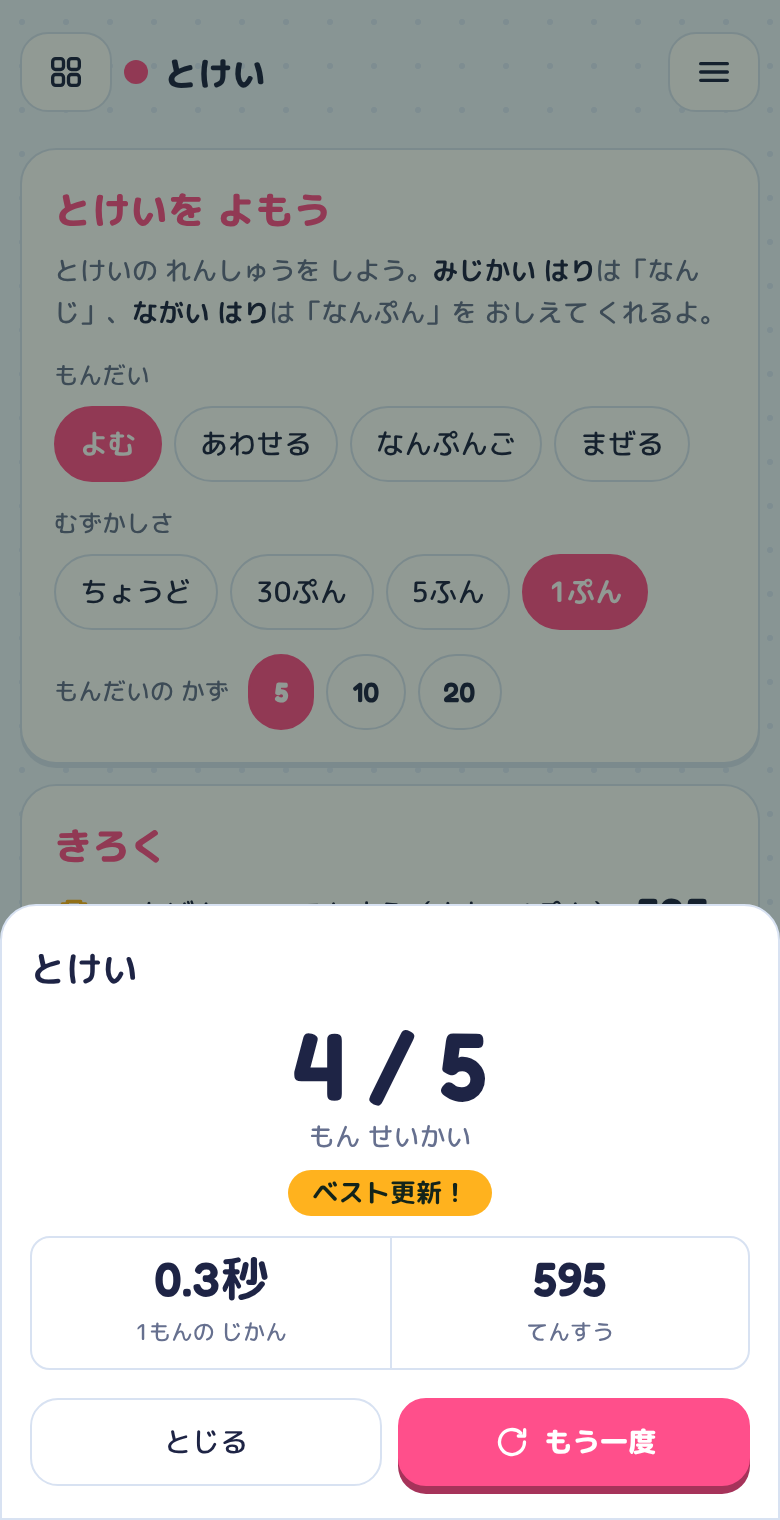 とけい
とけいを よもう
とけいの れんしゅうを しよう。みじかい はりは「なん
じ」、ながい はりは「なんぷん」を おしえて くれるよ。
もんだい
よむ あわせる なんぷんご まぜる
むずかしさ
ちょうど 30ぷん 5ふん 1ぷん
もんだいの かず 5 10 20
きろく
とけい
4 / 5
もん せいかい
ベスト更新！
0.3秒 595
1もんの じかん てんすう
とじる もう一度